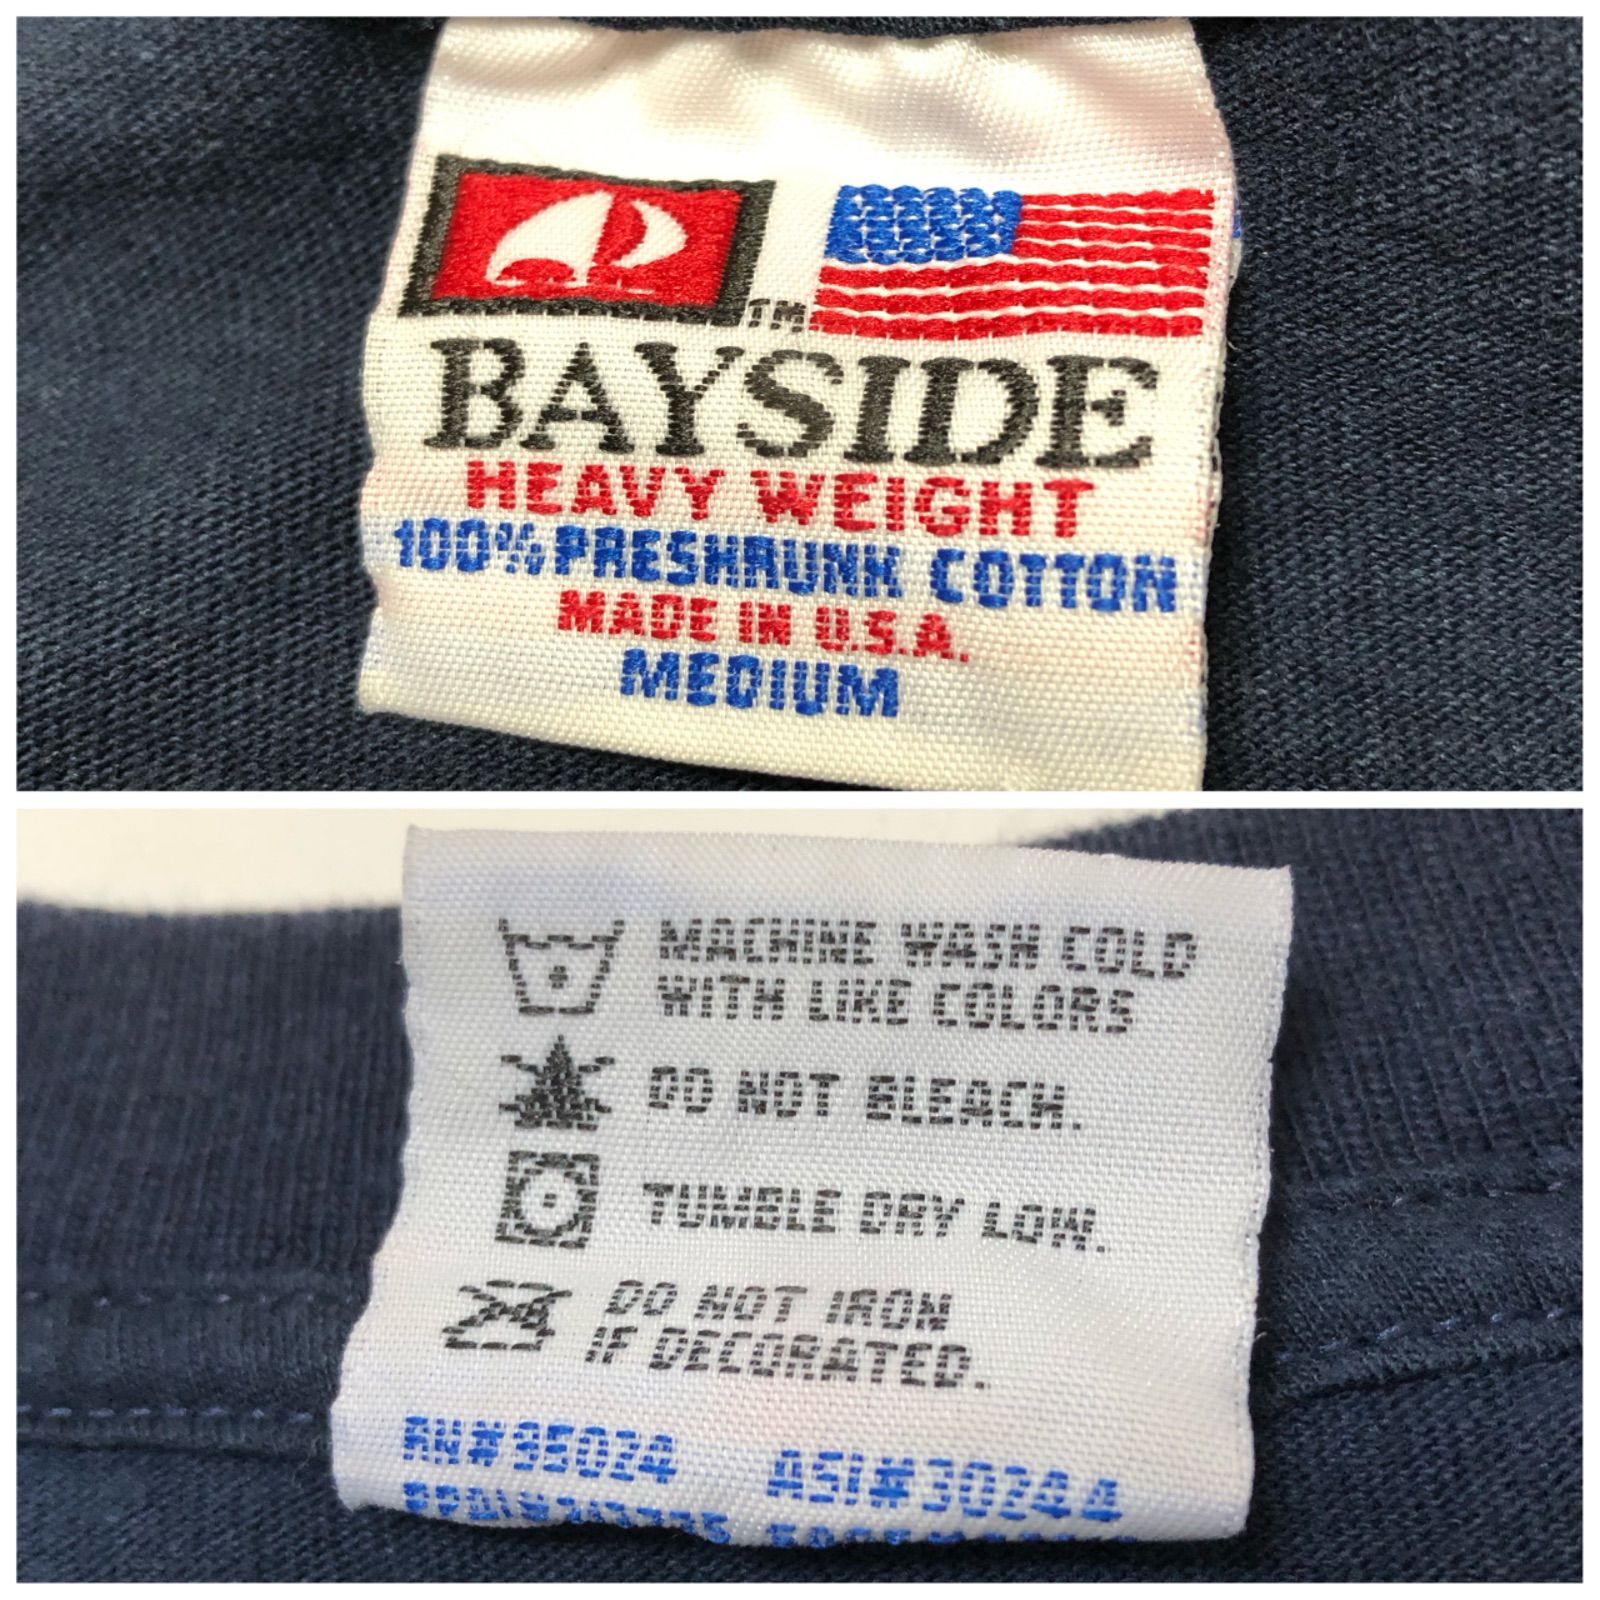 TM
BAYSIDE
HEAVY WEIGHT
100% PRESHRUNK COTTON
MADE IN U.S.A.
MEDIUM
MACHINE WASH COLD
WITH LIKE COLORS
DO NOT BLEACH.
TUMBLE DRY LOW.
DO NOT IRON
IF DECORATED.
RN#95024 ASI#30244